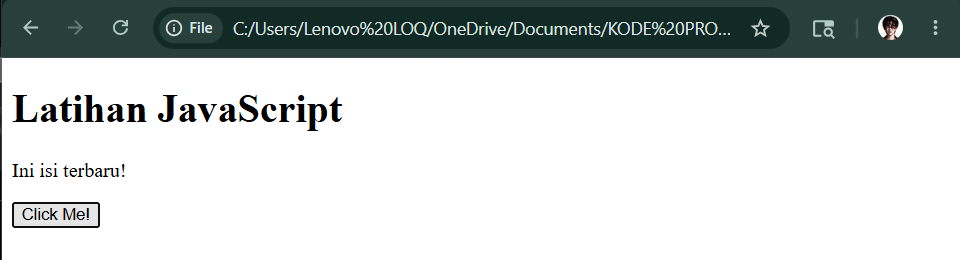 File C:/Users/Lenovo%20LOQ/OneDrive/Documents/KODE%20PRO...
Latihan JavaScript
Ini isi terbaru!
Click Me!